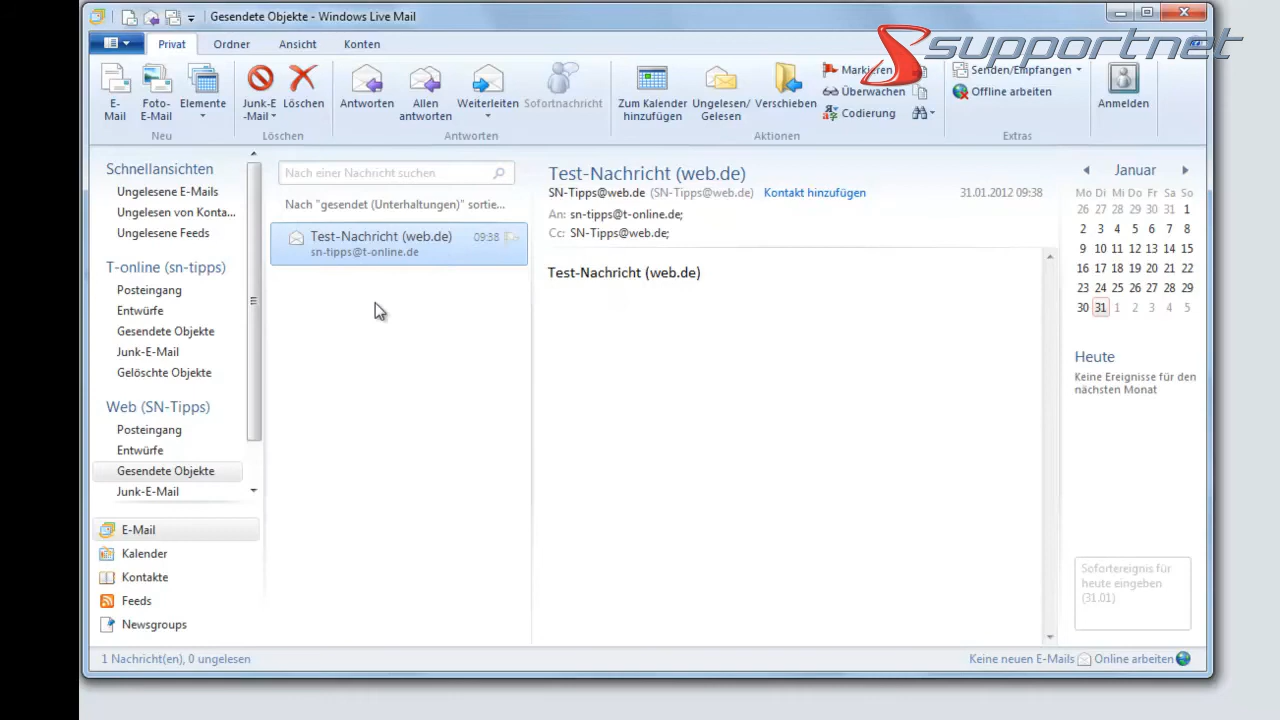 Gesendete Objekte - Windows Live Mail
supportnet
Privat
Ordner
Ansicht
Konten
E-
Mail
Foto-
E-Mail
Elemente
Neu
Junk-E
-Mail
Löschen
Löschen
Antworten
Allen
antworten
Weiterleiten
Sofortnachricht
Antworten
Zum Kalender
hinzufügen
Ungelesen/
Gelesen
Verschieben
Markieren
Überwachen
Codierung
Aktionen
Senden/Empfangen
Offline arbeiten
Extras
Anmelden
Schnellansichten
Ungelesene E-Mails
Ungelesen von Konta...
Ungelesene Feeds
T-online (sn-tipps)
Posteingang
Entwürfe
Gesendete Objekte
Junk-E-Mail
Gelöschte Objekte
Web (SN-Tipps)
Posteingang
Entwürfe
Gesendete Objekte
Junk-E-Mail
E-Mail
Kalender
Kontakte
Feeds
Newsgroups
Nach einer Nachricht suchen
Nach "gesendet (Unterhaltungen)" sortie...
Test-Nachricht (web.de) 09:38
sn-tipps@t-online.de
Test-Nachricht (web.de)
SN-Tipps@web.de (SN-Tipps@web.de) Kontakt hinzufügen 31.01.2012 09:38
An: sn-tipps@t-online.de;
Cc: SN-Tipps@web.de;
Test-Nachricht (web.de)
Januar
Mo Di Mi Do Fr Sa So
26 27 28 29 30 31 1
2 3 4 5 6 7 8
9 10 11 12 13 14 15
16 17 18 19 20 21 22
23 24 25 26 27 28 29
30 31 1 2 3 4 5
Heute
Keine Ereignisse für den
nächsten Monat
Sofortereignis für
heute eingeben
(31.01)
1 Nachricht(en), 0 ungelesen
Keine neuen E-Mails
Online arbeiten